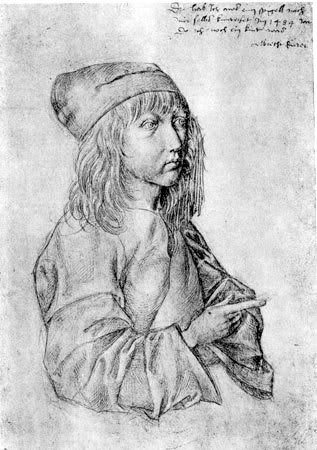 Dz hab Ich aws eim spigell nach
mir selbs kunterfet Im 1484 Jar
do ich noch ein kint was
Albrecht Dürer